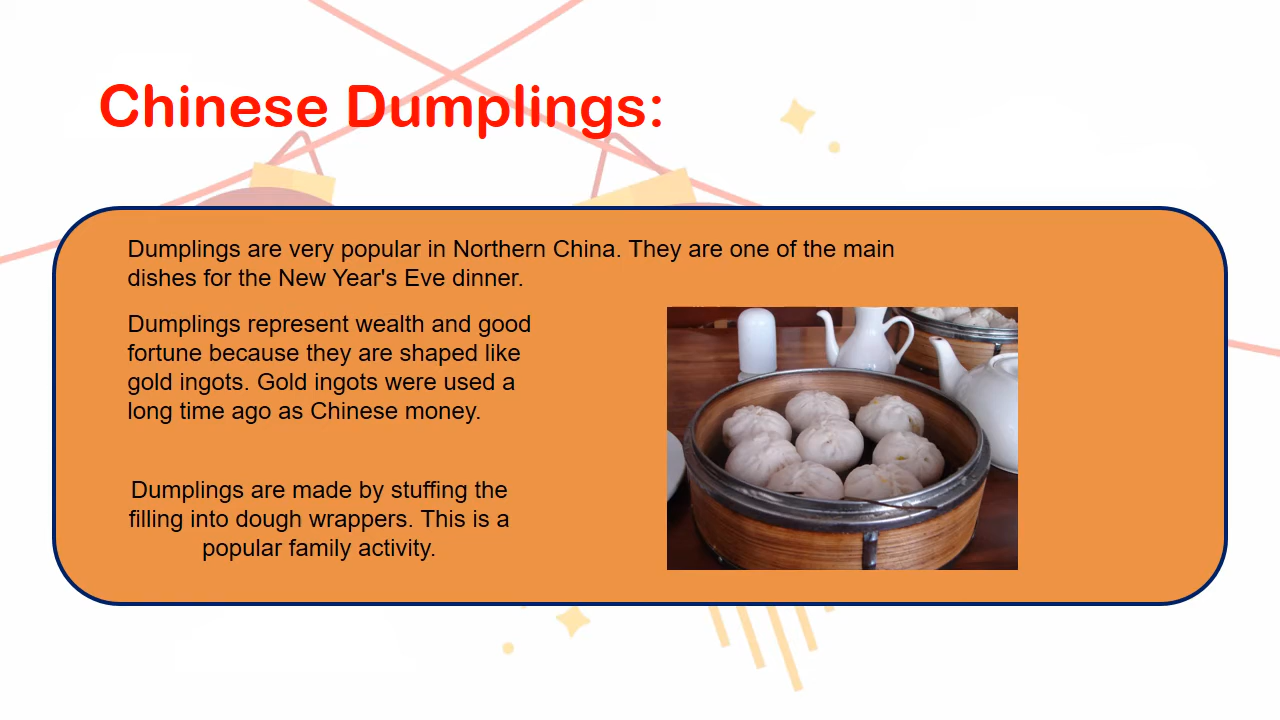 Chinese Dumplings:
Dumplings are very popular in Northern China. They are one of the main
dishes for the New Year's Eve dinner.
Dumplings represent wealth and good
fortune because they are shaped like
gold ingots. Gold ingots were used a
long time ago as Chinese money.
Dumplings are made by stuffing the
filling into dough wrappers. This is a
popular family activity.